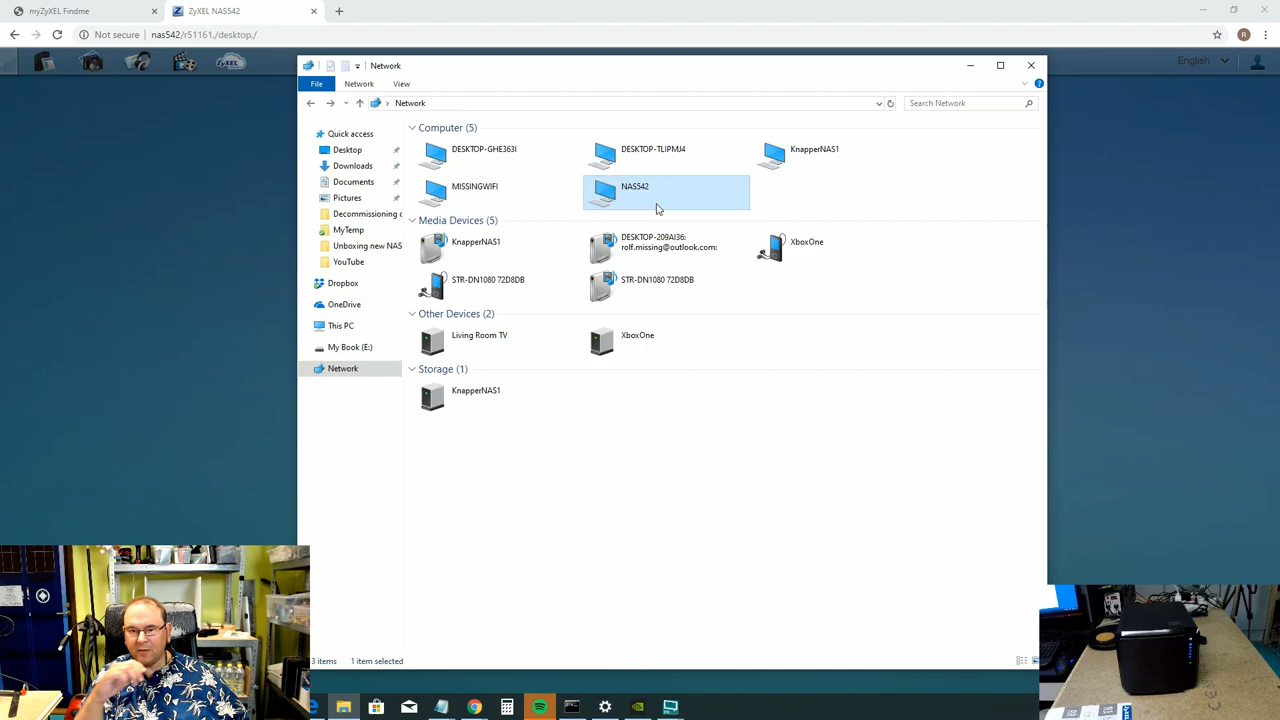 myZyXEL Findme
ZyXEL NAS542
Not secure
nas542/r51161,/desktop,/
R
English
Network
File
Network
View
Network
Search Network
Quick access
Desktop
Downloads
Documents
Pictures
Decommissioning o
MyTemp
Unboxing new NAS
YouTube
Dropbox
OneDrive
This PC
My Book (E:)
Network
Computer (5)
DESKTOP-GHE363I
DESKTOP-TLIPMJ4
KnapperNAS1
MISSINGWIFI
NAS542
Media Devices (5)
KnapperNAS1
DESKTOP-209AI36:
rolf.missing@outlook.com:
XboxOne
STR-DN1080 72D8DB
STR-DN1080 72D8DB
Other Devices (2)
Living Room TV
XboxOne
Storage (1)
KnapperNAS1
3 items
1 item selected